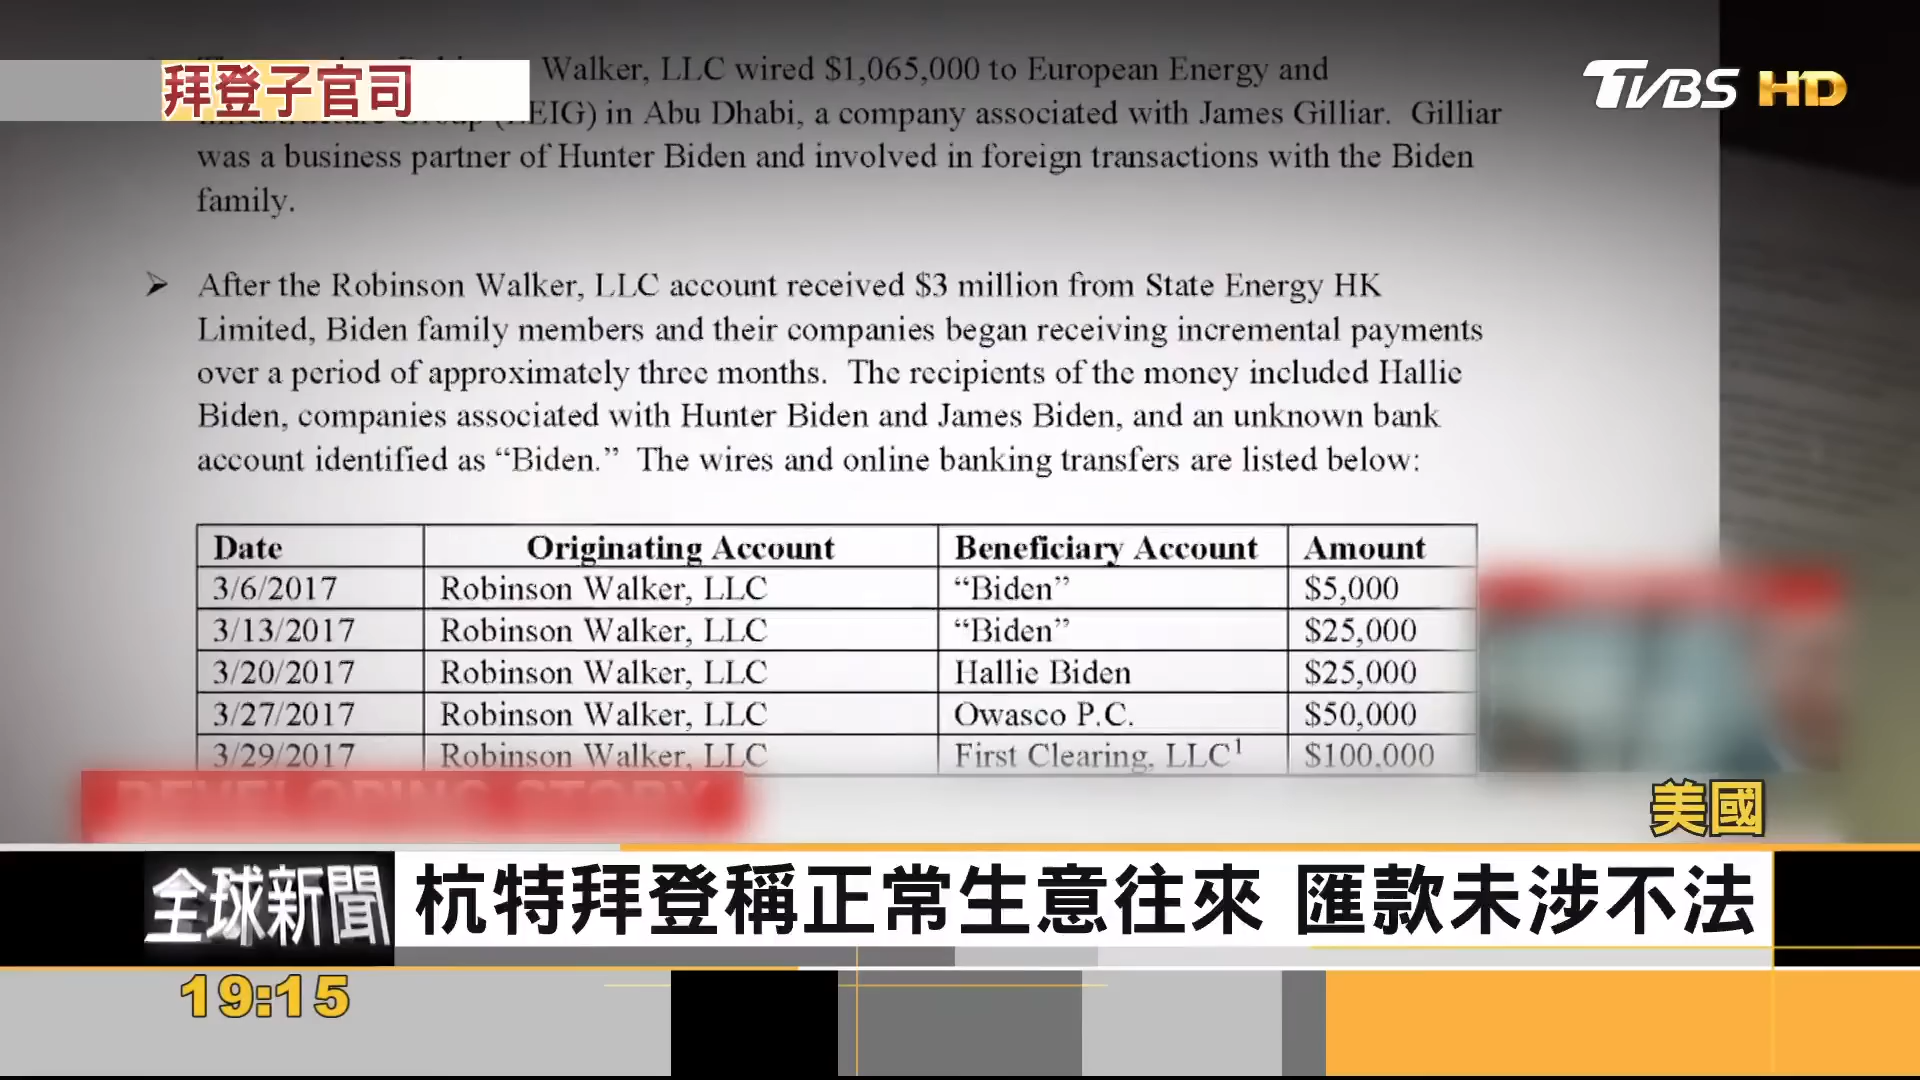 拜登子官司
TVBS HD
Walker, LLC wired $1,065,000 to European Energy and
EIG) in Abu Dhabi, a company associated with James Gilliar. Gilliar
was a business partner of Hunter Biden and involved in foreign transactions with the Biden
family.
➢ After the Robinson Walker, LLC account received $3 million from State Energy HK
Limited, Biden family members and their companies began receiving incremental payments
over a period of approximately three months. The recipients of the money included Hallie
Biden, companies associated with Hunter Biden and James Biden, and an unknown bank
account identified as “Biden.” The wires and online banking transfers are listed below:
Date Originating Account Beneficiary Account Amount
3/6/2017 Robinson Walker, LLC “Biden” $5,000
3/13/2017 Robinson Walker, LLC “Biden” $25,000
3/20/2017 Robinson Walker, LLC Hallie Biden $25,000
3/27/2017 Robinson Walker, LLC Owasco P.C. $50,000
3/29/2017 Robinson Walker, LLC First Clearing, LLC¹ $100,000
DEVELOPING STORY
美國
全球新聞
杭特拜登稱正常生意往來 匯款未涉不法
19:15